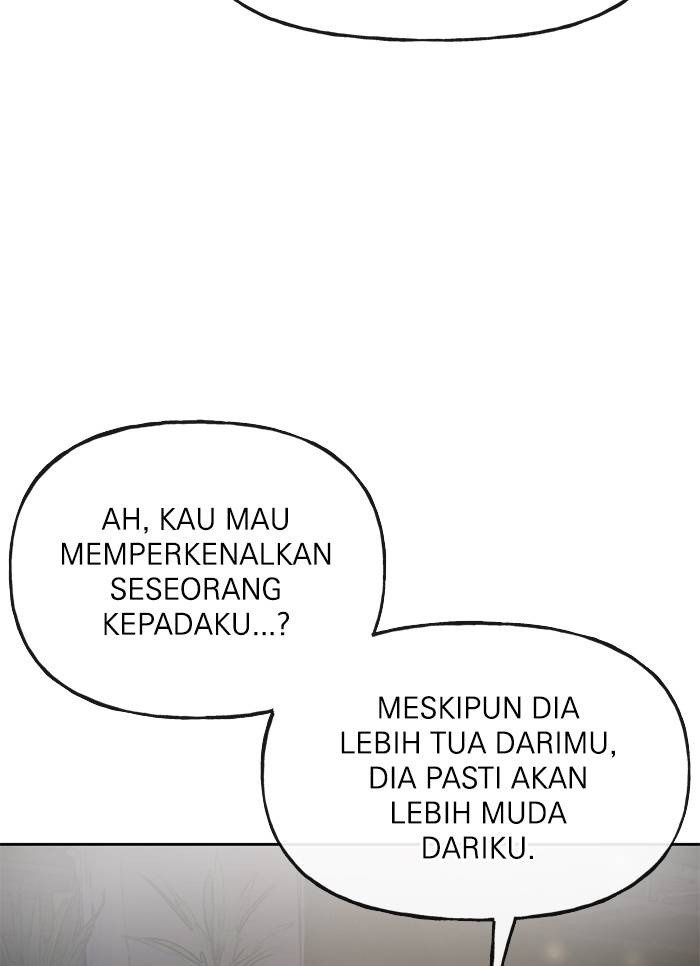 AH, KAU MAU
MEMPERKENALKAN
SESEORANG
KEPADAKU...?
MESKIPUN DIA
LEBIH TUA DARIMU,
DIA PASTI AKAN
LEBIH MUDA
DARIKU.